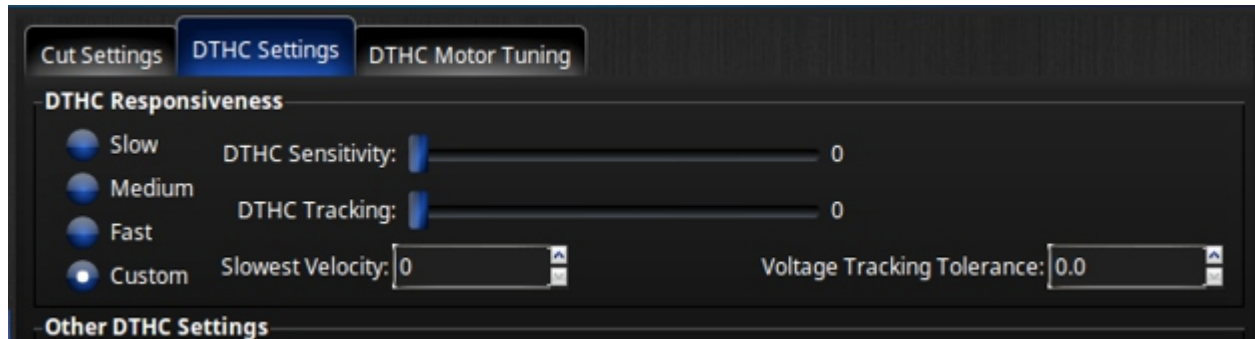 Cut Settings DTHC Settings DTHC Motor Tuning
DTHC Responsiveness
Slow
DTHC Sensitivity: 0
Medium
DTHC Tracking: 0
Fast
Custom
Slowest Velocity: 0 Voltage Tracking Tolerance: 0.0
Other DTHC Settings